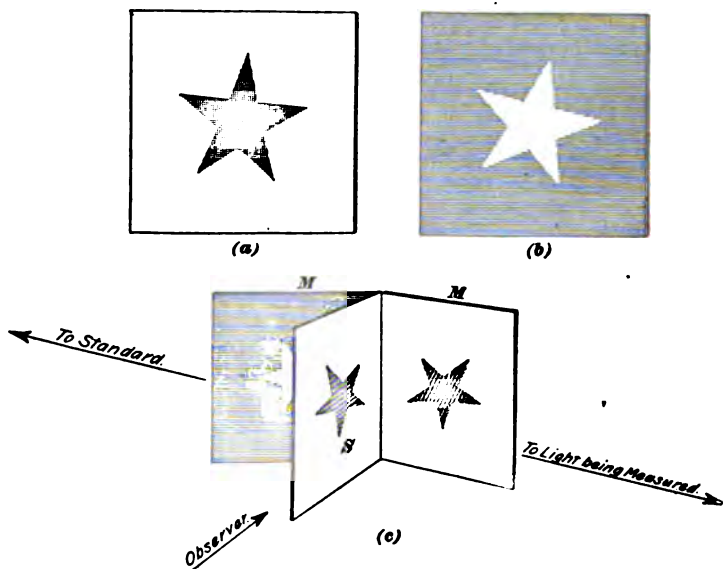 (a)
(b)
M
M
To Standard.
S
To Light being Measured.
Observer.
(c)